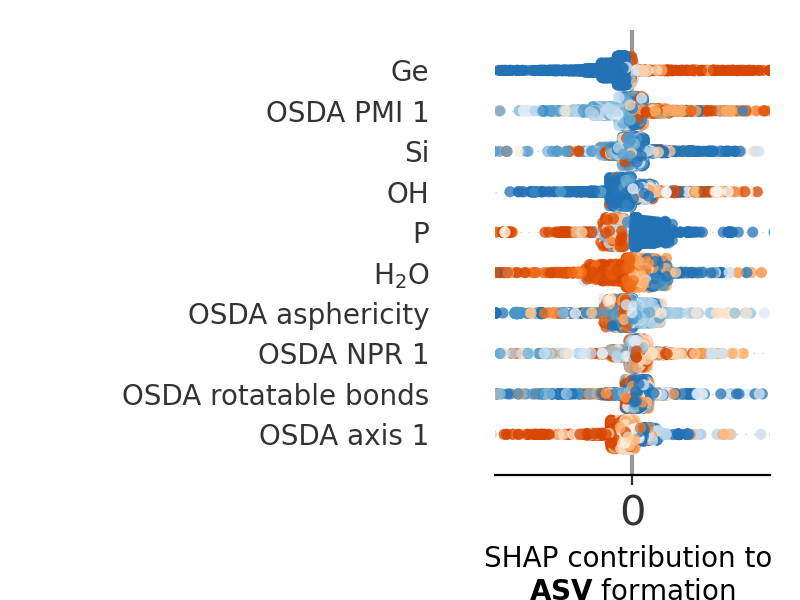 Ge
OSDA PMI 1
Si
OH
P
H₂O
OSDA asphericity
OSDA NPR 1
OSDA rotatable bonds
OSDA axis 1
0
SHAP contribution to
ASV formation